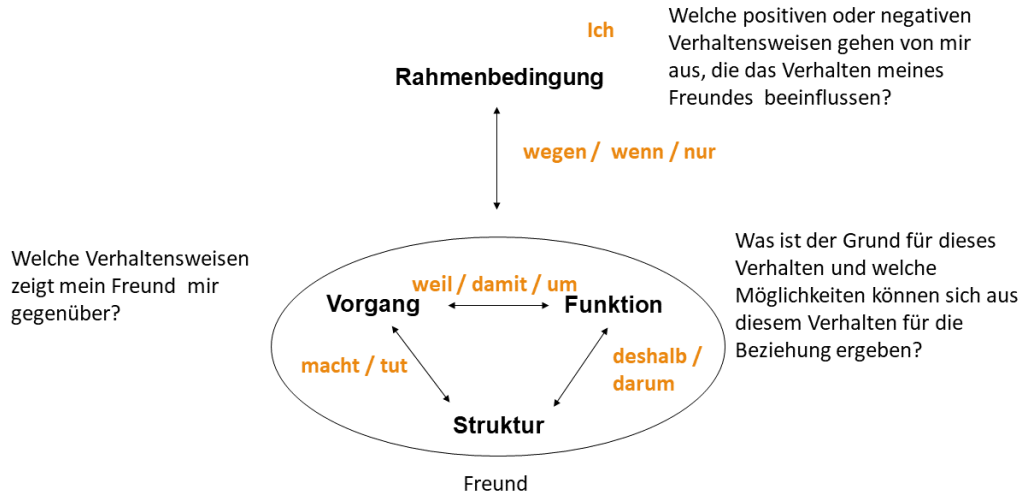 Ich
Rahmenbedingung
Welche positiven oder negativen
Verhaltensweisen gehen von mir
aus, die das Verhalten meines
Freundes beeinflussen?
wegen / wenn / nur
Welche Verhaltensweisen
zeigt mein Freund mir
gegenüber?
weil / damit / um
Vorgang
Funktion
macht / tut
deshalb /
darum
Struktur
Freund
Was ist der Grund für dieses
Verhalten und welche
Möglichkeiten können sich aus
diesem Verhalten für die
Beziehung ergeben?